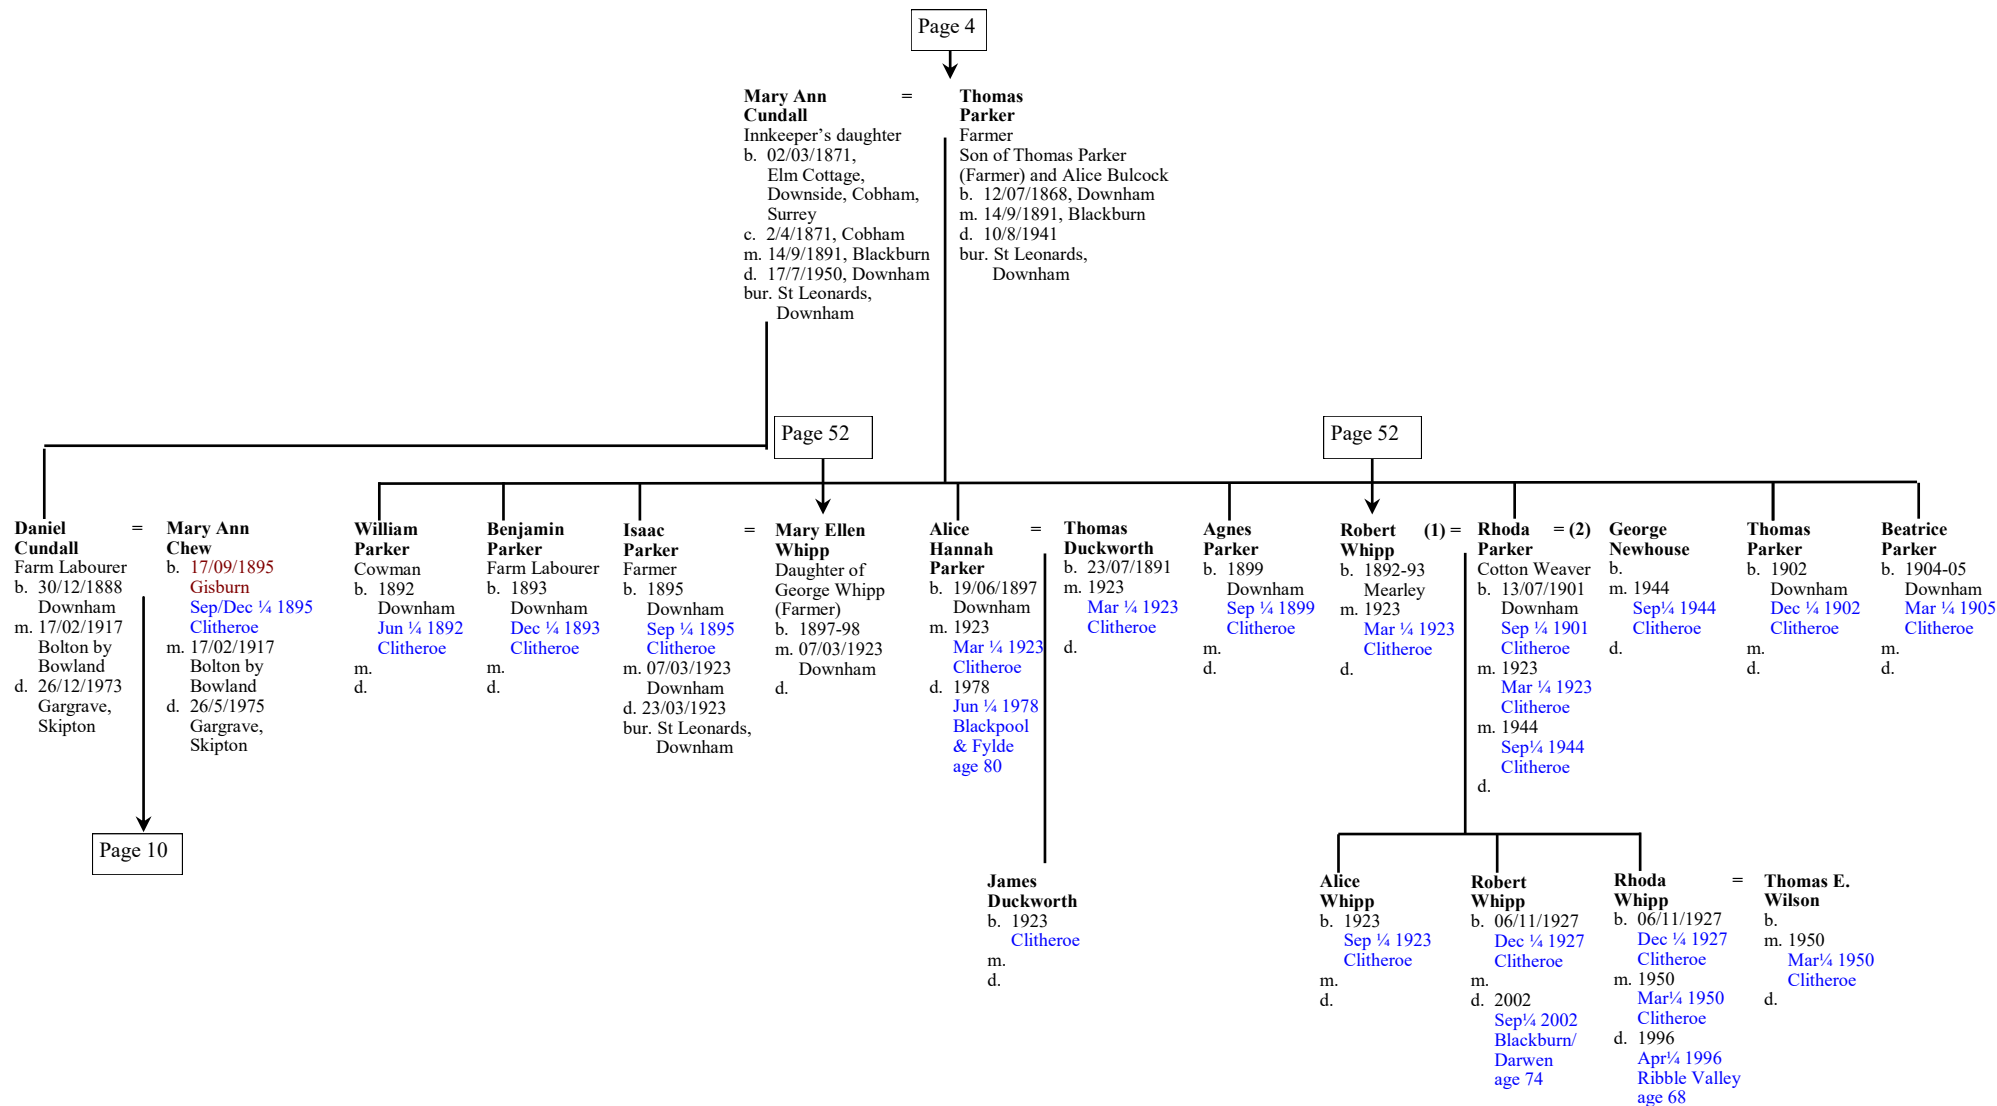 Page 4
Mary Ann
Cundall
Innkeeper's daughter
b. 02/03/1871,
Elm Cottage,
Downside, Cobham,
Surrey
c. 2/4/1871, Cobham
m. 14/9/1891, Blackburn
d. 17/7/1950, Downham
bur. St Leonards,
Downham
=
Thomas
Parker
Farmer
Son of Thomas Parker
(Farmer) and Alice Bulcock
b. 12/07/1868, Downham
m. 14/9/1891, Blackburn
d. 10/8/1941
bur. St Leonards,
Downham
Page 52
Page 52
Daniel
Cundall
Farm Labourer
b. 30/12/1888
Downham
m. 17/02/1917
Bolton by
Bowland
d. 26/12/1973
Gargrave,
Skipton
=
Mary Ann
Chew
b. 17/09/1895
Gisburn
Sep/Dec ¼ 1895
Clitheroe
m. 17/02/1917
Bolton by
Bowland
d. 26/5/1975
Gargrave,
Skipton
William
Parker
Cowman
b. 1892
Downham
Jun ¼ 1892
Clitheroe
m.
d.
Benjamin
Parker
Farm Labourer
b. 1893
Downham
Dec ¼ 1893
Clitheroe
m.
d.
Isaac
Parker
Farmer
b. 1895
Downham
Sep ¼ 1895
Clitheroe
m. 07/03/1923
Downham
d. 23/03/1923
bur. St Leonards,
Downham
=
Mary Ellen
Whipp
Daughter of
George Whipp
(Farmer)
b. 1897-98
m. 07/03/1923
Downham
d.
Alice
Hannah
Parker
b. 19/06/1897
Downham
m. 1923
Mar ¼ 1923
Clitheroe
d. 1978
Jun ¼ 1978
Blackpool
& Fylde
age 80
=
Thomas
Duckworth
b. 23/07/1891
m. 1923
Mar ¼ 1923
Clitheroe
d.
Agnes
Parker
b. 1899
Downham
Sep ¼ 1899
Clitheroe
m.
d.
Robert
Whipp
b. 1892-93
Mearley
m. 1923
Mar ¼ 1923
Clitheroe
d.
(1) =
Rhoda
Parker
Cotton Weaver
b. 13/07/1901
Downham
Sep ¼ 1901
Clitheroe
m. 1923
Mar ¼ 1923
Clitheroe
m. 1944
Sep¼ 1944
Clitheroe
d.
= (2)
George
Newhouse
b.
m. 1944
Sep¼ 1944
Clitheroe
d.
Thomas
Parker
b. 1902
Downham
Dec ¼ 1902
Clitheroe
m.
d.
Beatrice
Parker
b. 1904-05
Downham
Mar ¼ 1905
Clitheroe
m.
d.
Page 10
James
Duckworth
b. 1923
Clitheroe
m.
d.
Alice
Whipp
b. 1923
Sep ¼ 1923
Clitheroe
m.
d.
Robert
Whipp
b. 06/11/1927
Dec ¼ 1927
Clitheroe
m.
d. 2002
Sep¼ 2002
Blackburn/
Darwen
age 74
Rhoda
Whipp
b. 06/11/1927
Dec ¼ 1927
Clitheroe
m. 1950
Mar¼ 1950
Clitheroe
d. 1996
Apr¼ 1996
Ribble Valley
age 68
=
Thomas E.
Wilson
b.
m. 1950
Mar¼ 1950
Clitheroe
d.